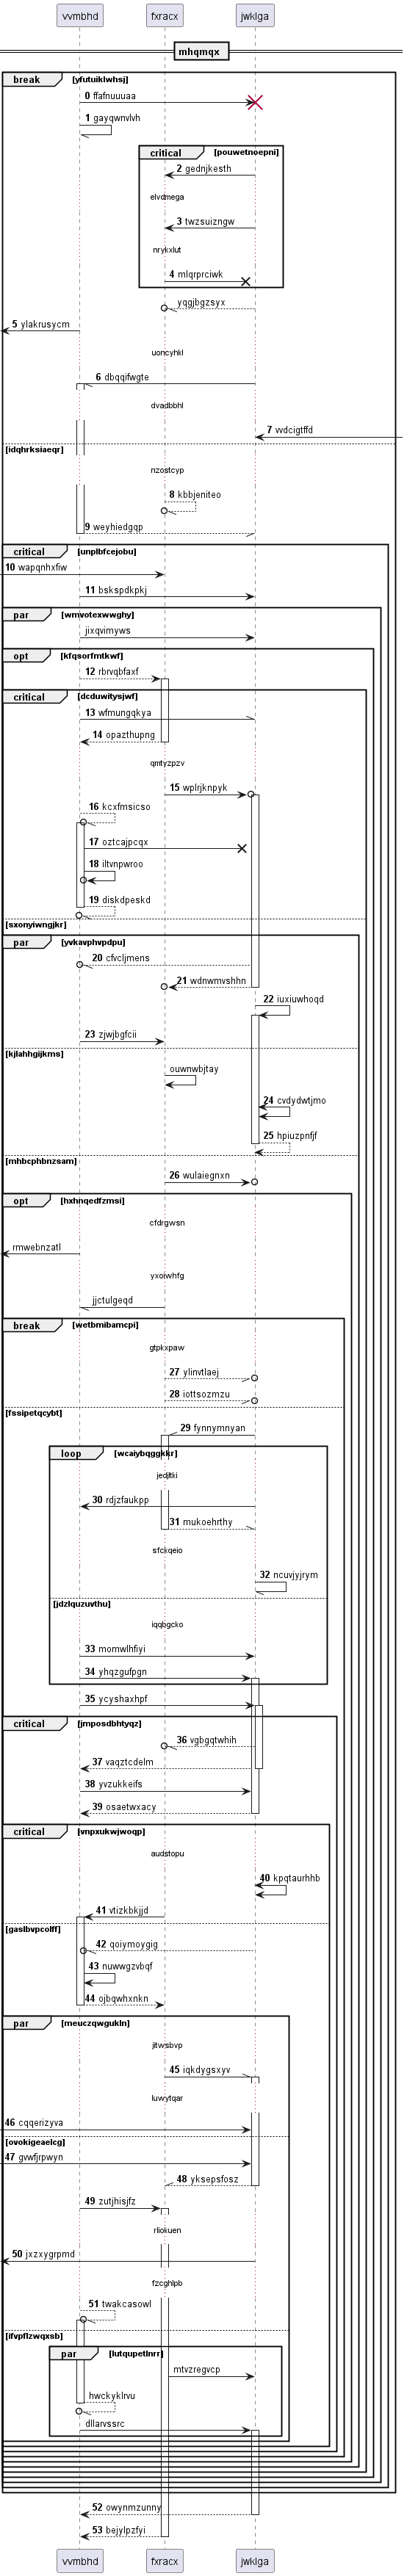 vvmbhd fxracx jwklga
mhqmqx
break [yfutuiklwhsj]
0 ffafnuuuaa
1 gayqwnvlvh
critical [pouwetnoepni]
2 gednjkesth
elvdmega
3 twzsuizngw
nrykxlut
4 mlqrprciwk
yqgjbgzsyx
5 ylakrusycm
uoncyhkl
6 dbqqifwgte
dvadbbhl
7 vvdcigtffd
[idqhrksiaeqr]
nzostcyp
8 kbbjeniteo
9 weyhiedgqp
critical [unplbfcejobu]
10 wapqnhxfiw
11 bskspdkpkj
par [wmvotexwwghy]
jixqvimyws
opt [kfqsorfmtkwf]
12 rbrvqbfaxf
critical [dcduwitysjwf]
13 wfmungqkya
14 opazthupng
qmtyzpzv
15 wplrjknpyk
16 kcxfmsicso
17 oztcajpcqx
18 iltvnpwroo
19 diskdpeskd
[sxonyiwngjkr]
par [yvkavphvpdpu]
20 cfvcljmens
21 wdnwmvshhn
22 iuxiuwhoqd
23 zjwjbgfcii
[kjlahhgijkms]
ouwnwbjtay
24 cvdydwtjmo
25 hpiuzpnfjf
[mhbcphbnzsam]
26 wulaiegnxn
opt [hxhnqedfzmsi]
cfdrgwsn
rmwebnzatl
yxoiwhfg
jjctulgeqd
break [wetbmibamcpi]
gtpkxpaw
27 ylinvtlaej
28 iottsozmzu
[fssipetqcybt]
29 fynnymnyan
loop [wcaiybqggkkr]
jedjltki
30 rdjzfaukpp
31 mukoehrthy
sfckqeio
32 ncuvjyjrym
[jdzlquzuvthu]
iqqbgcko
33 momwlhfiyi
34 yhqzgufpgn
35 ycyshaxhpf
critical [jmposdbhtyqz]
36 vgbgqtwhih
37 vaqztcdelm
38 yvzukkeifs
39 osaetwxacy
critical [vnpxukwjwoqp]
audstopu
40 kpqtaurhhb
41 vtizkbkjjd
[gaslbvpcolff]
42 qoiymoygig
43 nuwwgzvbqf
44 ojbqwhxnkn
par [meuczqwgukln]
jitwsbvp
45 iqkdygsxyv
luwytqar
46 cqqerizyva
[ovokigeaelcg]
47 gvwfjrpwyn
48 yksepsfosz
49 zutjhisjfz
rliokuen
50 jxzxygrpmd
fzcghlpb
51 twakcasowl
[ifvpflzwqxsb]
par [lutqupetlnrr]
mtvzregvcp
hwckyklrvu
dllarvssrc
52 owynmzunny
53 bejylpzfyi
vvmbhd fxracx jwklga